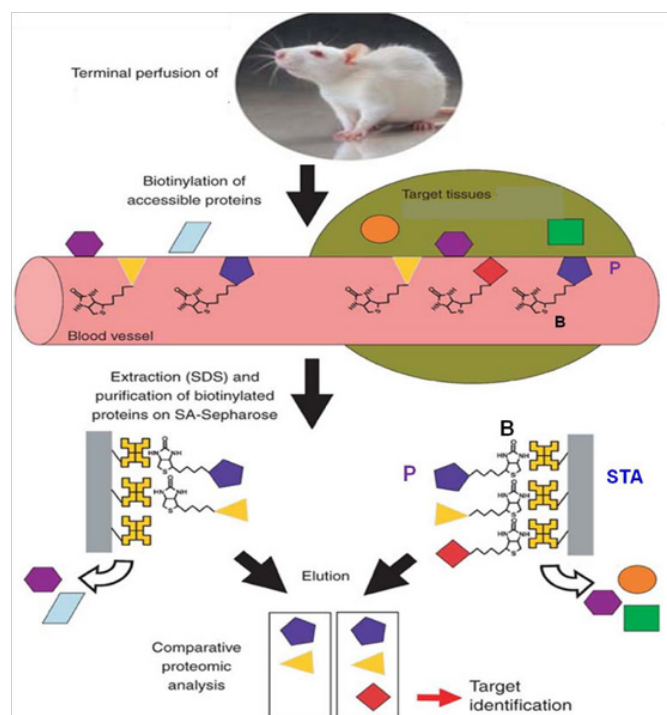 Terminal perfusion of
Biotinylation of
accessible proteins
Target tissues
P
B
Blood vessel
Extraction (SDS) and
purification of biotinylated
proteins on SA-Sepharose
B
P
STA
Elution
Comparative
proteomic
analysis
Target
identification